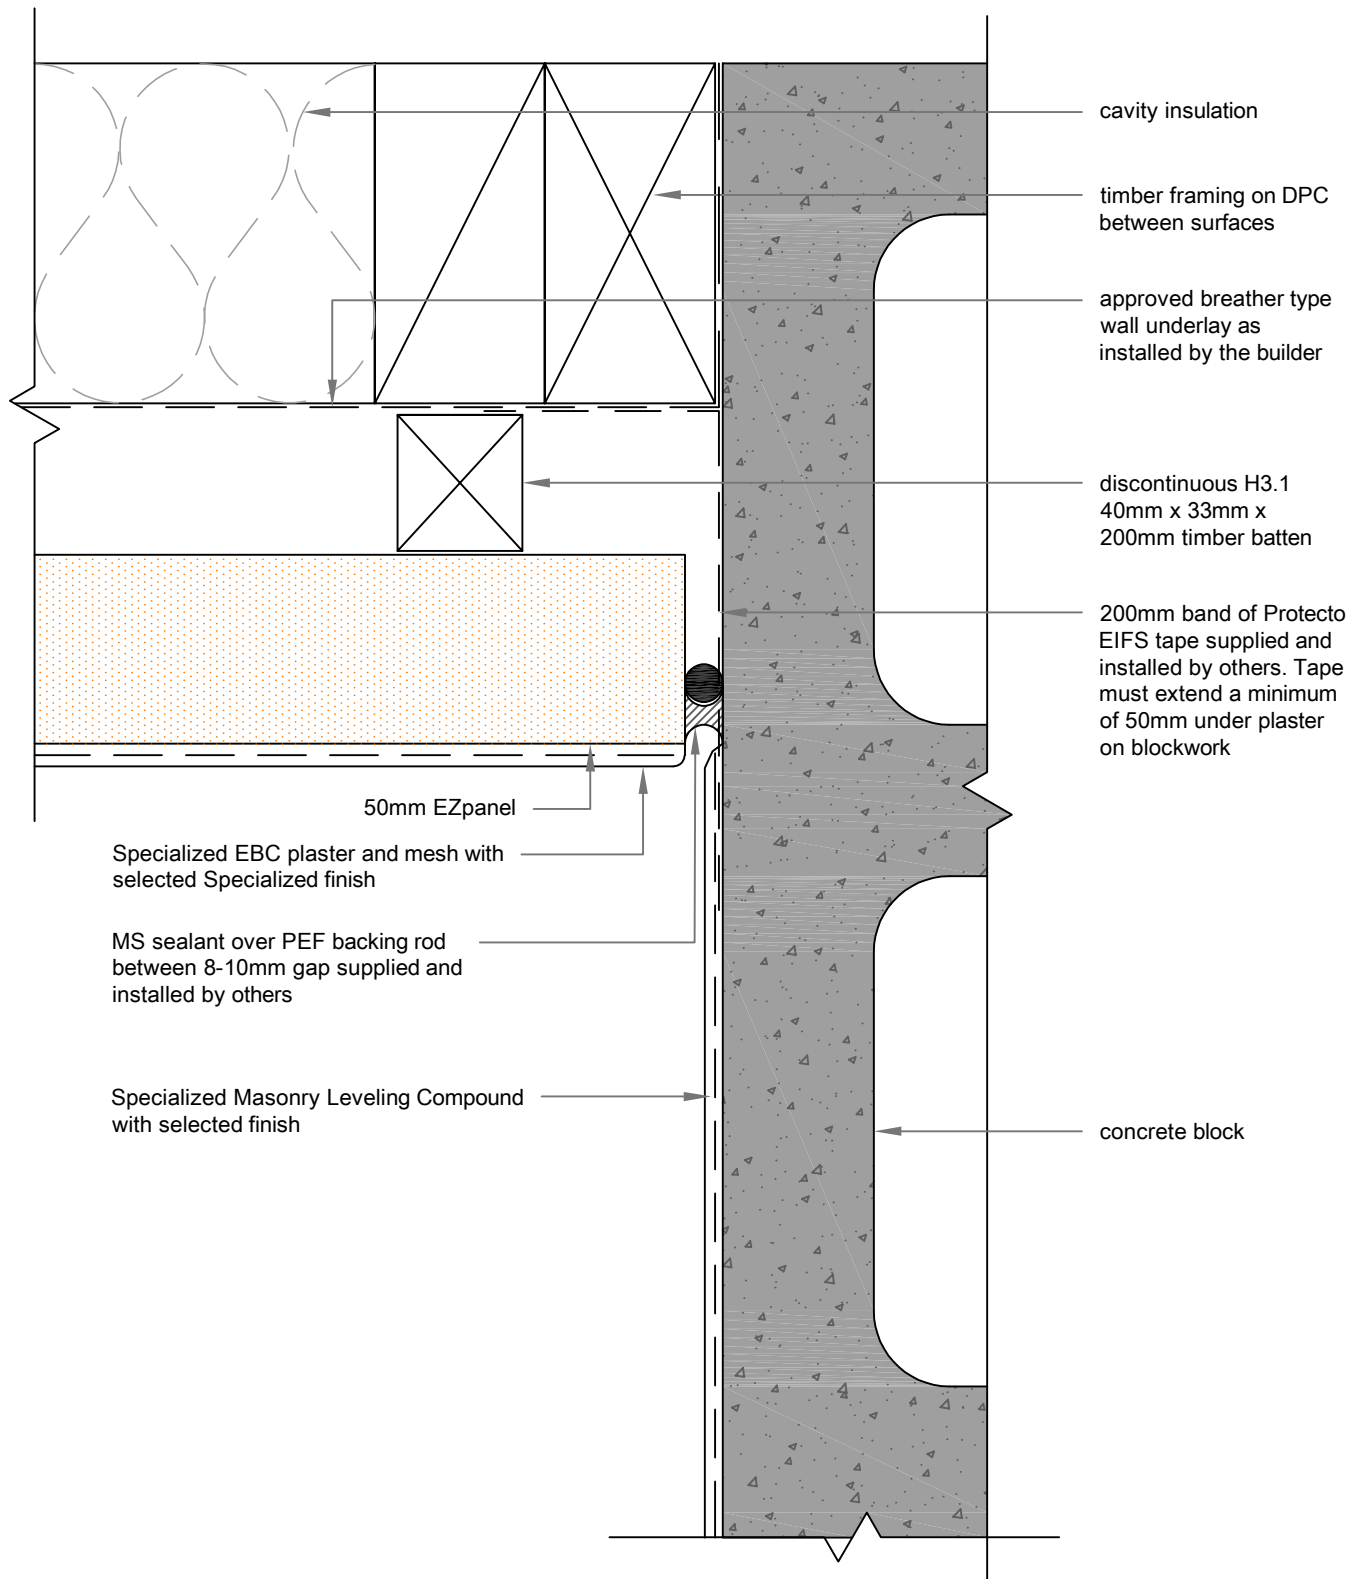 cavity insulation
timber framing on DPC
between surfaces
approved breather type
wall underlay as
installed by the builder
discontinuous H3.1
40mm x 33mm x
200mm timber batten
200mm band of Protecto
EIFS tape supplied and
installed by others. Tape
must extend a minimum
of 50mm under plaster
on blockwork
50mm EZpanel
Specialized EBC plaster and mesh with
selected Specialized finish
MS sealant over PEF backing rod
between 8-10mm gap supplied and
installed by others
Specialized Masonry Leveling Compound
with selected finish
concrete block